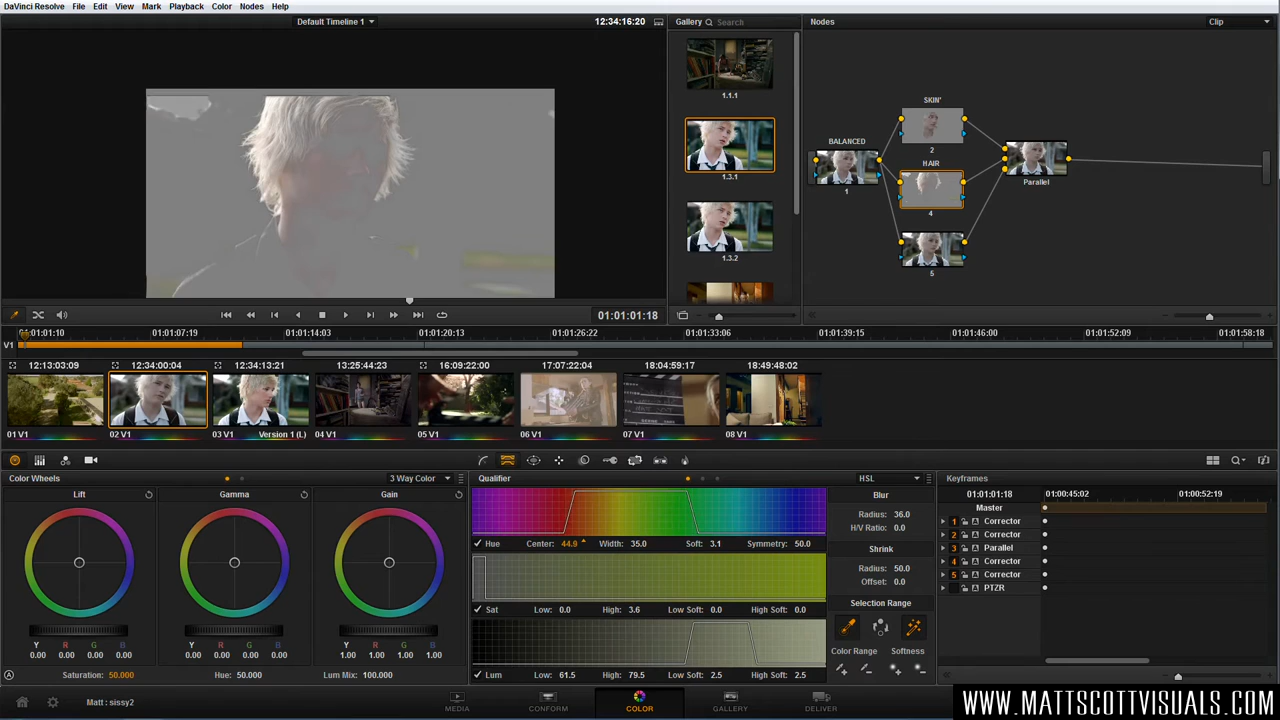 DaVinci Resolve File Edit View Mark Playback Color Nodes Help
Default Timeline 1 12:34:16:20 Gallery Search Nodes Clip
1.1.1
1.3.1
1.3.2
SKIN'
2
BALANCED
1
HAIR
4
Parallel
5
01:01:01:18
01:01:01:10 01:01:07:19 01:01:14:03 01:01:20:13 01:01:26:22 01:01:33:06 01:01:39:15 01:01:46:00 01:01:52:09 01:01:58:18
V1
12:13:03:09 12:34:00:04 12:34:13:21 13:25:44:23 16:09:22:00 17:07:22:04 18:04:59:17 18:49:48:02
01 V1 02 V1 03 V1 Version 1 (L) 04 V1 05 V1 06 V1 07 V1 08 V1
Color Wheels 3 Way Color Qualifier HSL Keyframes
Lift Gamma Gain
Blur
Radius: 36.0
H/V Ratio: 0.0
Shrink
Radius: 50.0
Offset: 0.0
Selection Range
Color Range Softness
Hue Center: 44.9 Width: 35.0 Soft: 3.1 Symmetry: 50.0
Sat Low: 0.0 High: 3.6 Low Soft: 0.0 High Soft: 0.0
Lum Low: 61.5 High: 79.5 Low Soft: 2.5 High Soft: 2.5
Y R G B Y R G B Y R G B
0.00 0.00 0.00 0.00 0.00 0.00 0.00 0.00 1.00 1.00 1.00 1.00
Saturation: 50.000 Hue: 50.000 Lum Mix: 100.000
01:01:01:18 01:00:45:02 01:00:52:19
Master
1 Corrector
2 Corrector
3 Parallel
4 Corrector
5 Corrector
PTZR
Matt : sissy2
MEDIA CONFORM COLOR GALLERY DELIVER
WWW.MATTSCOTTVISUALS.COM